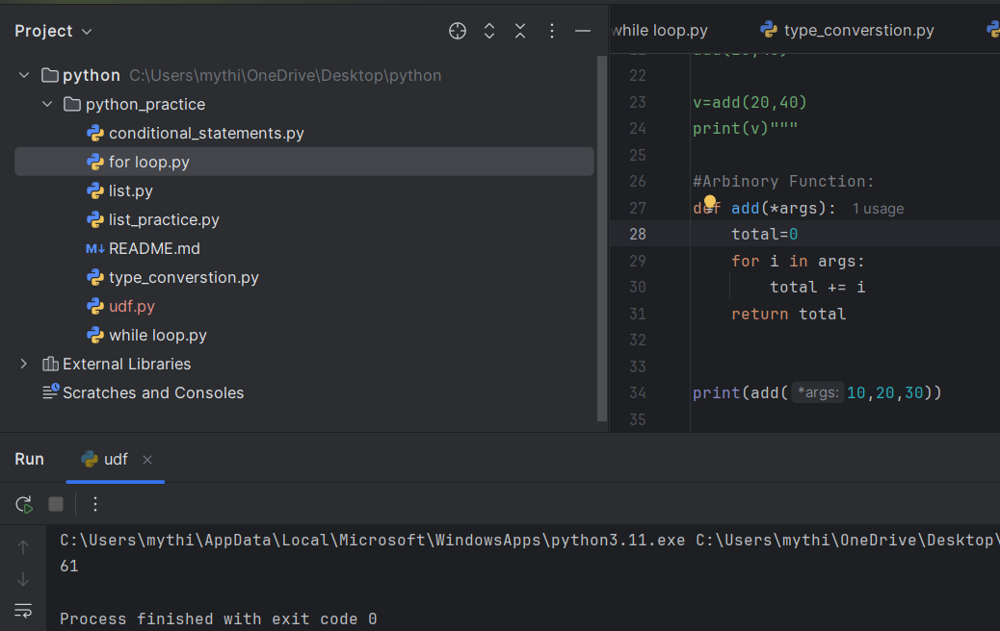 Project
python C:\Users\mythi\OneDrive\Desktop\python
python_practice
conditional_statements.py
for loop.py
list.py
list_practice.py
M↓ README.md
type_converstion.py
udf.py
while loop.py
External Libraries
Scratches and Consoles
while loop.py type_converstion.py
22
23 v=add(20,40)
24 print(v)"""
25
26 #Arbinory Function:
27 def add(*args): 1 usage
28 total=0
29 for i in args:
30 total += i
31 return total
32
33
34 print(add( *args: 10,20,30))
35
Run udf
C:\Users\mythi\AppData\Local\Microsoft\WindowsApps\python3.11.exe C:\Users\mythi\OneDrive\Desktop\
61
Process finished with exit code 0